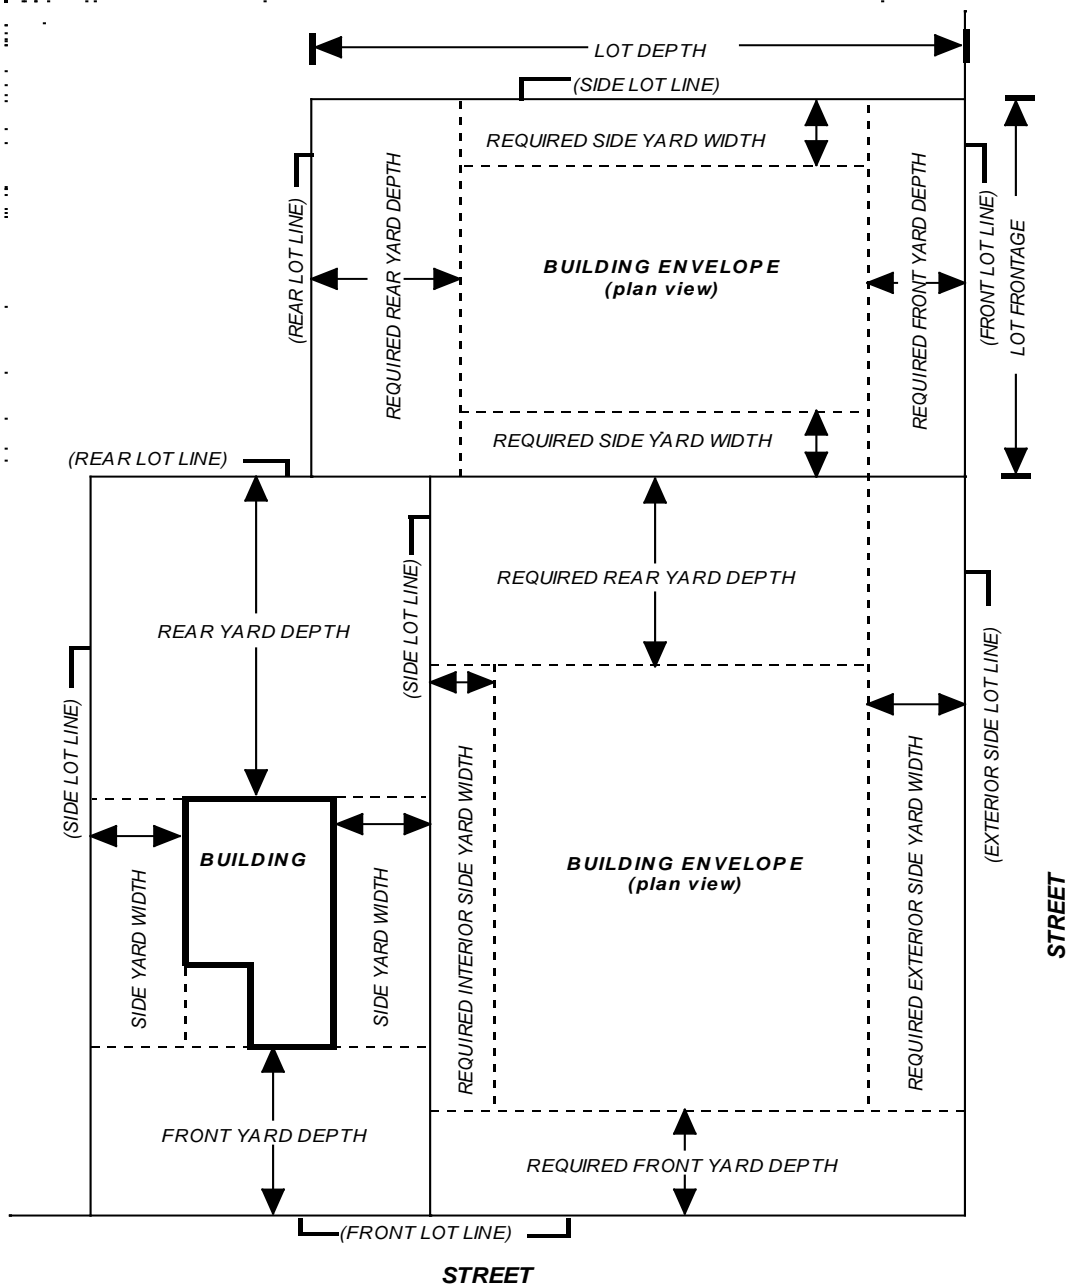 LOT DEPTH
(SIDE LOT LINE)
REQUIRED SIDE YARD WIDTH
(REAR LOT LINE)
REQUIRED REAR YARD DEPTH
BUILDING ENVELOPE
(plan view)
REQUIRED FRONT YARD DEPTH
(FRONT LOT LINE)
LOT FRONTAGE
REQUIRED SIDE YARD WIDTH
(REAR LOT LINE)
(SIDE LOT LINE)
REQUIRED REAR YARD DEPTH
REAR YARD DEPTH
(SIDE LOT LINE)
(EXTERIOR SIDE LOT LINE)
BUILDING
SIDE YARD WIDTH
SIDE YARD WIDTH
REQUIRED INTERIOR SIDE YARD WIDTH
BUILDING ENVELOPE
(plan view)
REQUIRED EXTERIOR SIDE YARD WIDTH
STREET
FRONT YARD DEPTH
REQUIRED FRONT YARD DEPTH
(FRONT LOT LINE)
STREET